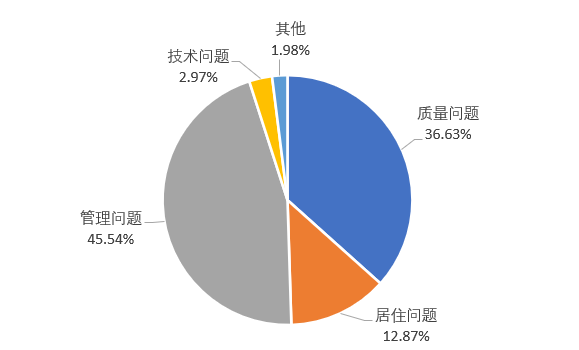 其他
1.98%
技术问题
2.97%
质量问题
36.63%
管理问题
45.54%
居住问题
12.87%